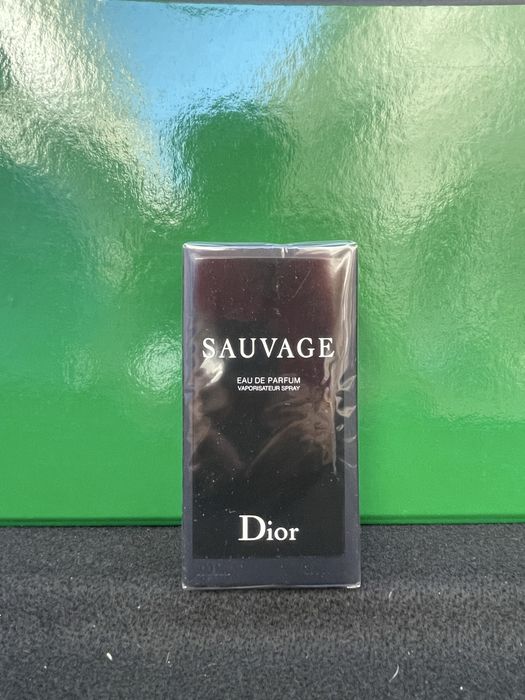 SAUVAGE
EAU DE PARFUM
VAPORISATEUR SPRAY
Dior